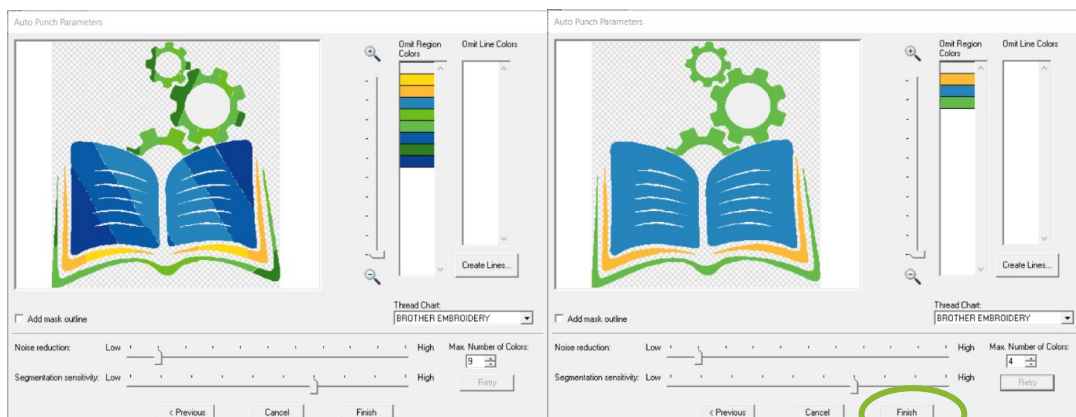 Auto Punch Parameters
Omit Region Colors
Omit Line Colors
Create Lines...
Thread Chart:
BROTHER EMBROIDERY
Add mask outline
Noise reduction: Low High
Max. Number of Colors:
9
Segmentation sensitivity: Low High
Retry
< Previous Cancel Finish
Auto Punch Parameters
Omit Region Colors
Omit Line Colors
Create Lines...
Thread Chart:
BROTHER EMBROIDERY
Add mask outline
Noise reduction: Low High
Max. Number of Colors:
4
Segmentation sensitivity: Low High
Retry
< Previous Cancel Finish